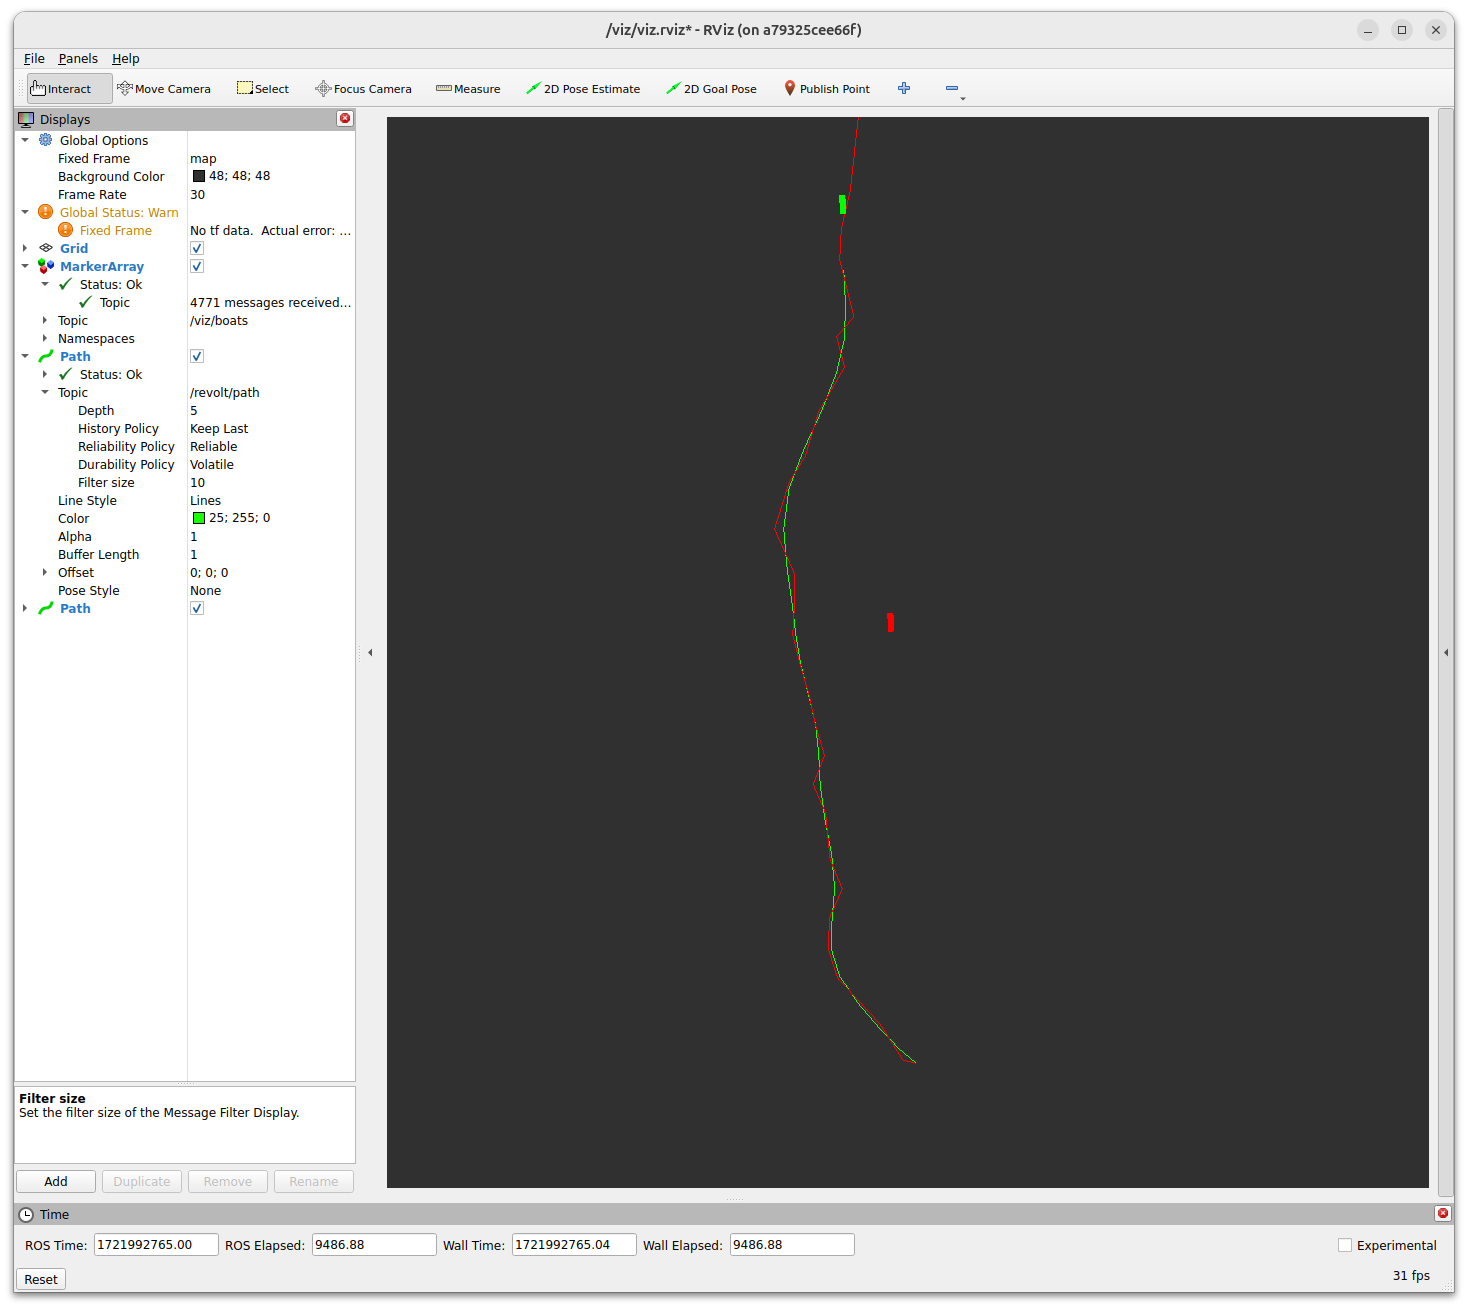 /viz/viz.rviz* - RViz (on a79325cee66f)
File Panels Help
Interact Move Camera Select Focus Camera Measure 2D Pose Estimate 2D Goal Pose Publish Point
Displays
Global Options
Fixed Frame map
Background Color 48; 48; 48
Frame Rate 30
Global Status: Warn
Fixed Frame No tf data.  Actual error: ...
Grid
MarkerArray
Status: Ok
Topic 4771 messages received...
Topic /viz/boats
Namespaces
Path
Status: Ok
Topic /revolt/path
Depth 5
History Policy Keep Last
Reliability Policy Reliable
Durability Policy Volatile
Filter size 10
Line Style Lines
Color 25; 255; 0
Alpha 1
Buffer Length 1
Offset 0; 0; 0
Pose Style None
Path
Filter size
Set the filter size of the Message Filter Display.
Add Duplicate Remove Rename
Time
ROS Time: 1721992765.00 ROS Elapsed: 9486.88 Wall Time: 1721992765.04 Wall Elapsed: 9486.88 Experimental
Reset 31 fps